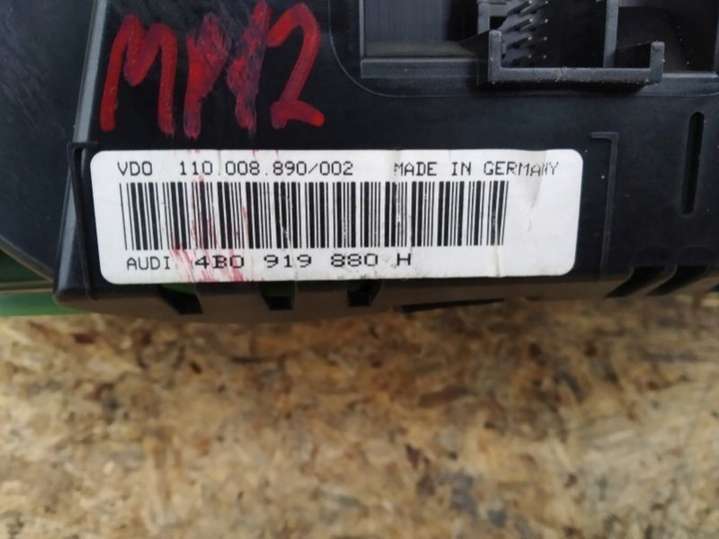 MM2
VDO 110.008.890/002 MADE IN GERMANY
AUDI 4B0 919 880 H